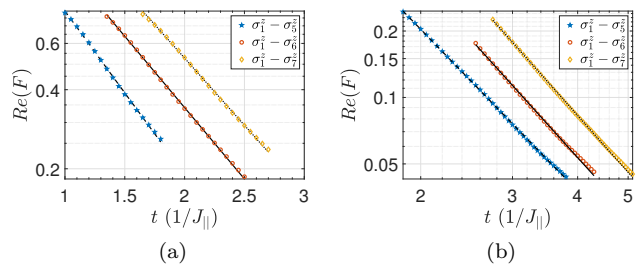 0.6
0.4
0.2
Re(F)
1
1.5
2
2.5
3
t (1/J_{||})
σ_1^z − σ_5^z
σ_1^z − σ_6^z
σ_1^z − σ_7^z
(a)
0.2
0.15
0.1
0.05
Re(F)
2
3
4
5
t (1/J_{||})
σ_1^z − σ_5^z
σ_1^z − σ_6^z
σ_1^z − σ_7^z
(b)